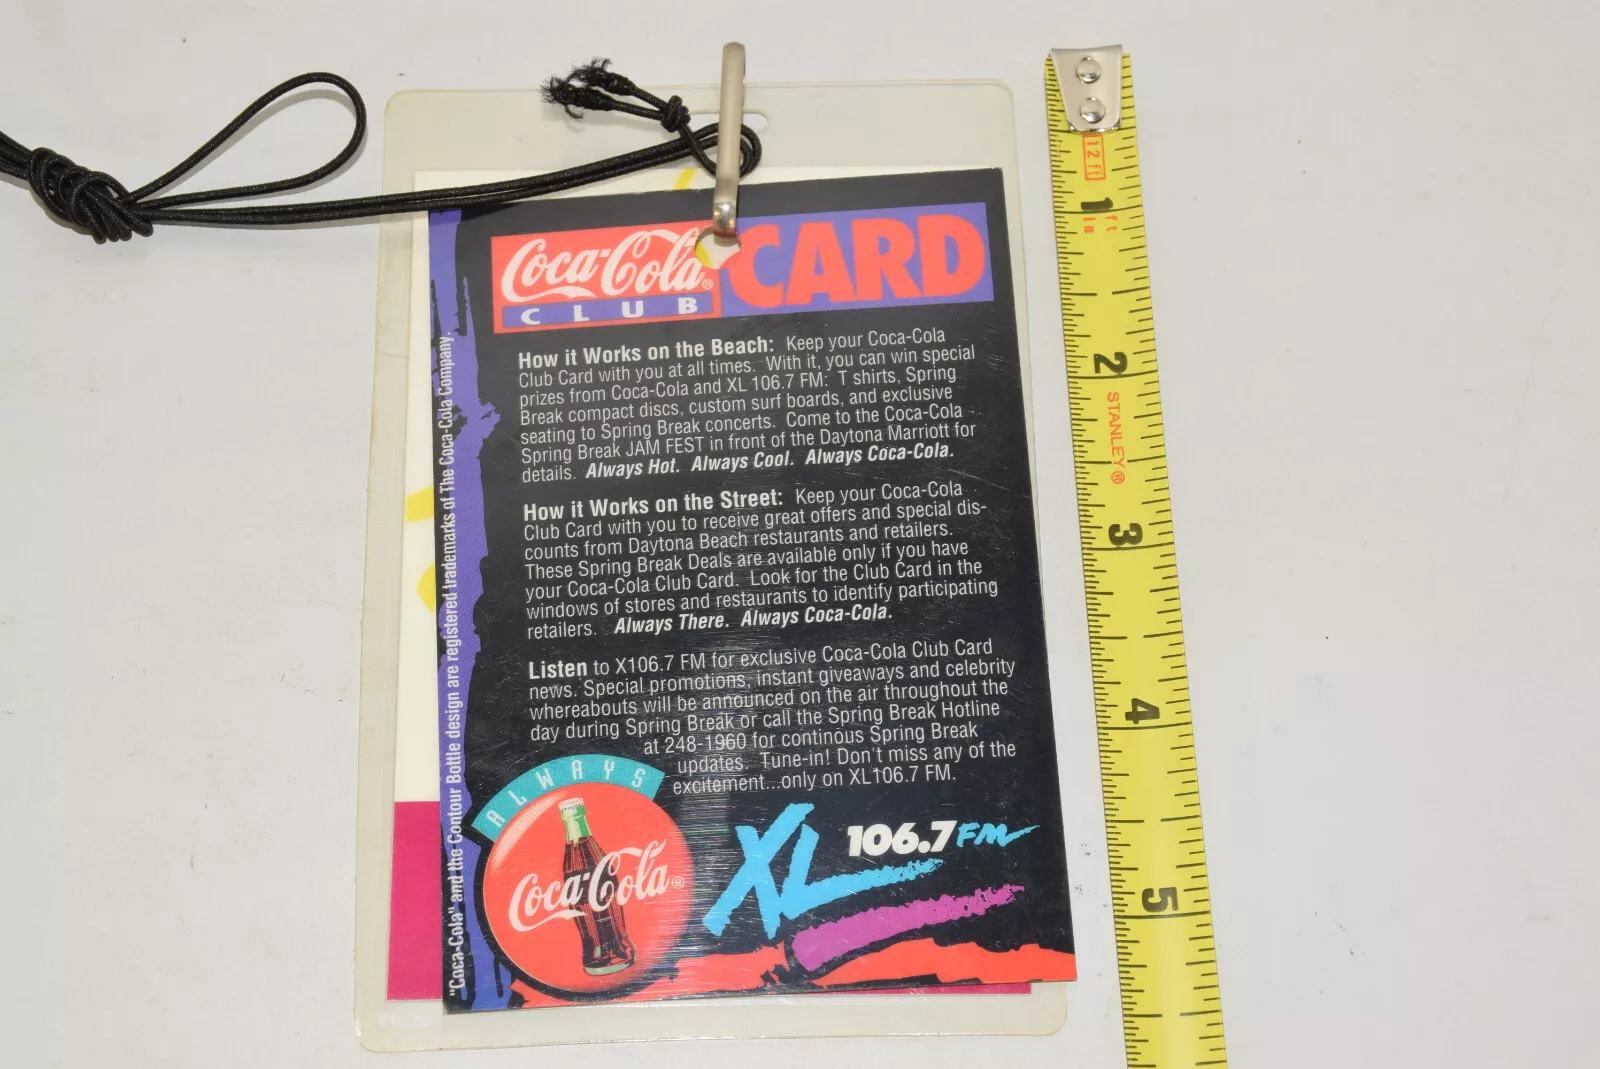 Coca-Cola®
CLUB
CARD
How it Works on the Beach: Keep your Coca-Cola
Club Card with you at all times. With it, you can win special
prizes from Coca-Cola and XL 106.7 FM: T shirts, Spring
Break compact discs, custom surf boards, and exclusive
seating to Spring Break concerts. Come to the Coca-Cola
Spring Break JAM FEST in front of the Daytona Marriott for
details. Always Hot. Always Cool. Always Coca-Cola.
How it Works on the Street: Keep your Coca-Cola
Club Card with you to receive great offers and special dis-
counts from Daytona Beach restaurants and retailers.
These Spring Break Deals are available only if you have
your Coca-Cola Club Card. Look for the Club Card in the
windows of stores and restaurants to identify participating
retailers. Always There. Always Coca-Cola.
Listen to X106.7 FM for exclusive Coca-Cola Club Card
news. Special promotions, instant giveaways and celebrity
whereabouts will be announced on the air throughout the
day during Spring Break or call the Spring Break Hotline
at 248-1960 for continous Spring Break
updates. Tune-in! Don't miss any of the
excitement...only on XL106.7 FM.
ALWAYS
Coca-Cola®
XL 106.7 FM
"Coca-Cola" and the Contour Bottle design are registered trademarks of The Coca-Cola Company.
12 ft
1 ft
in
2
STANLEY®
3
4
5